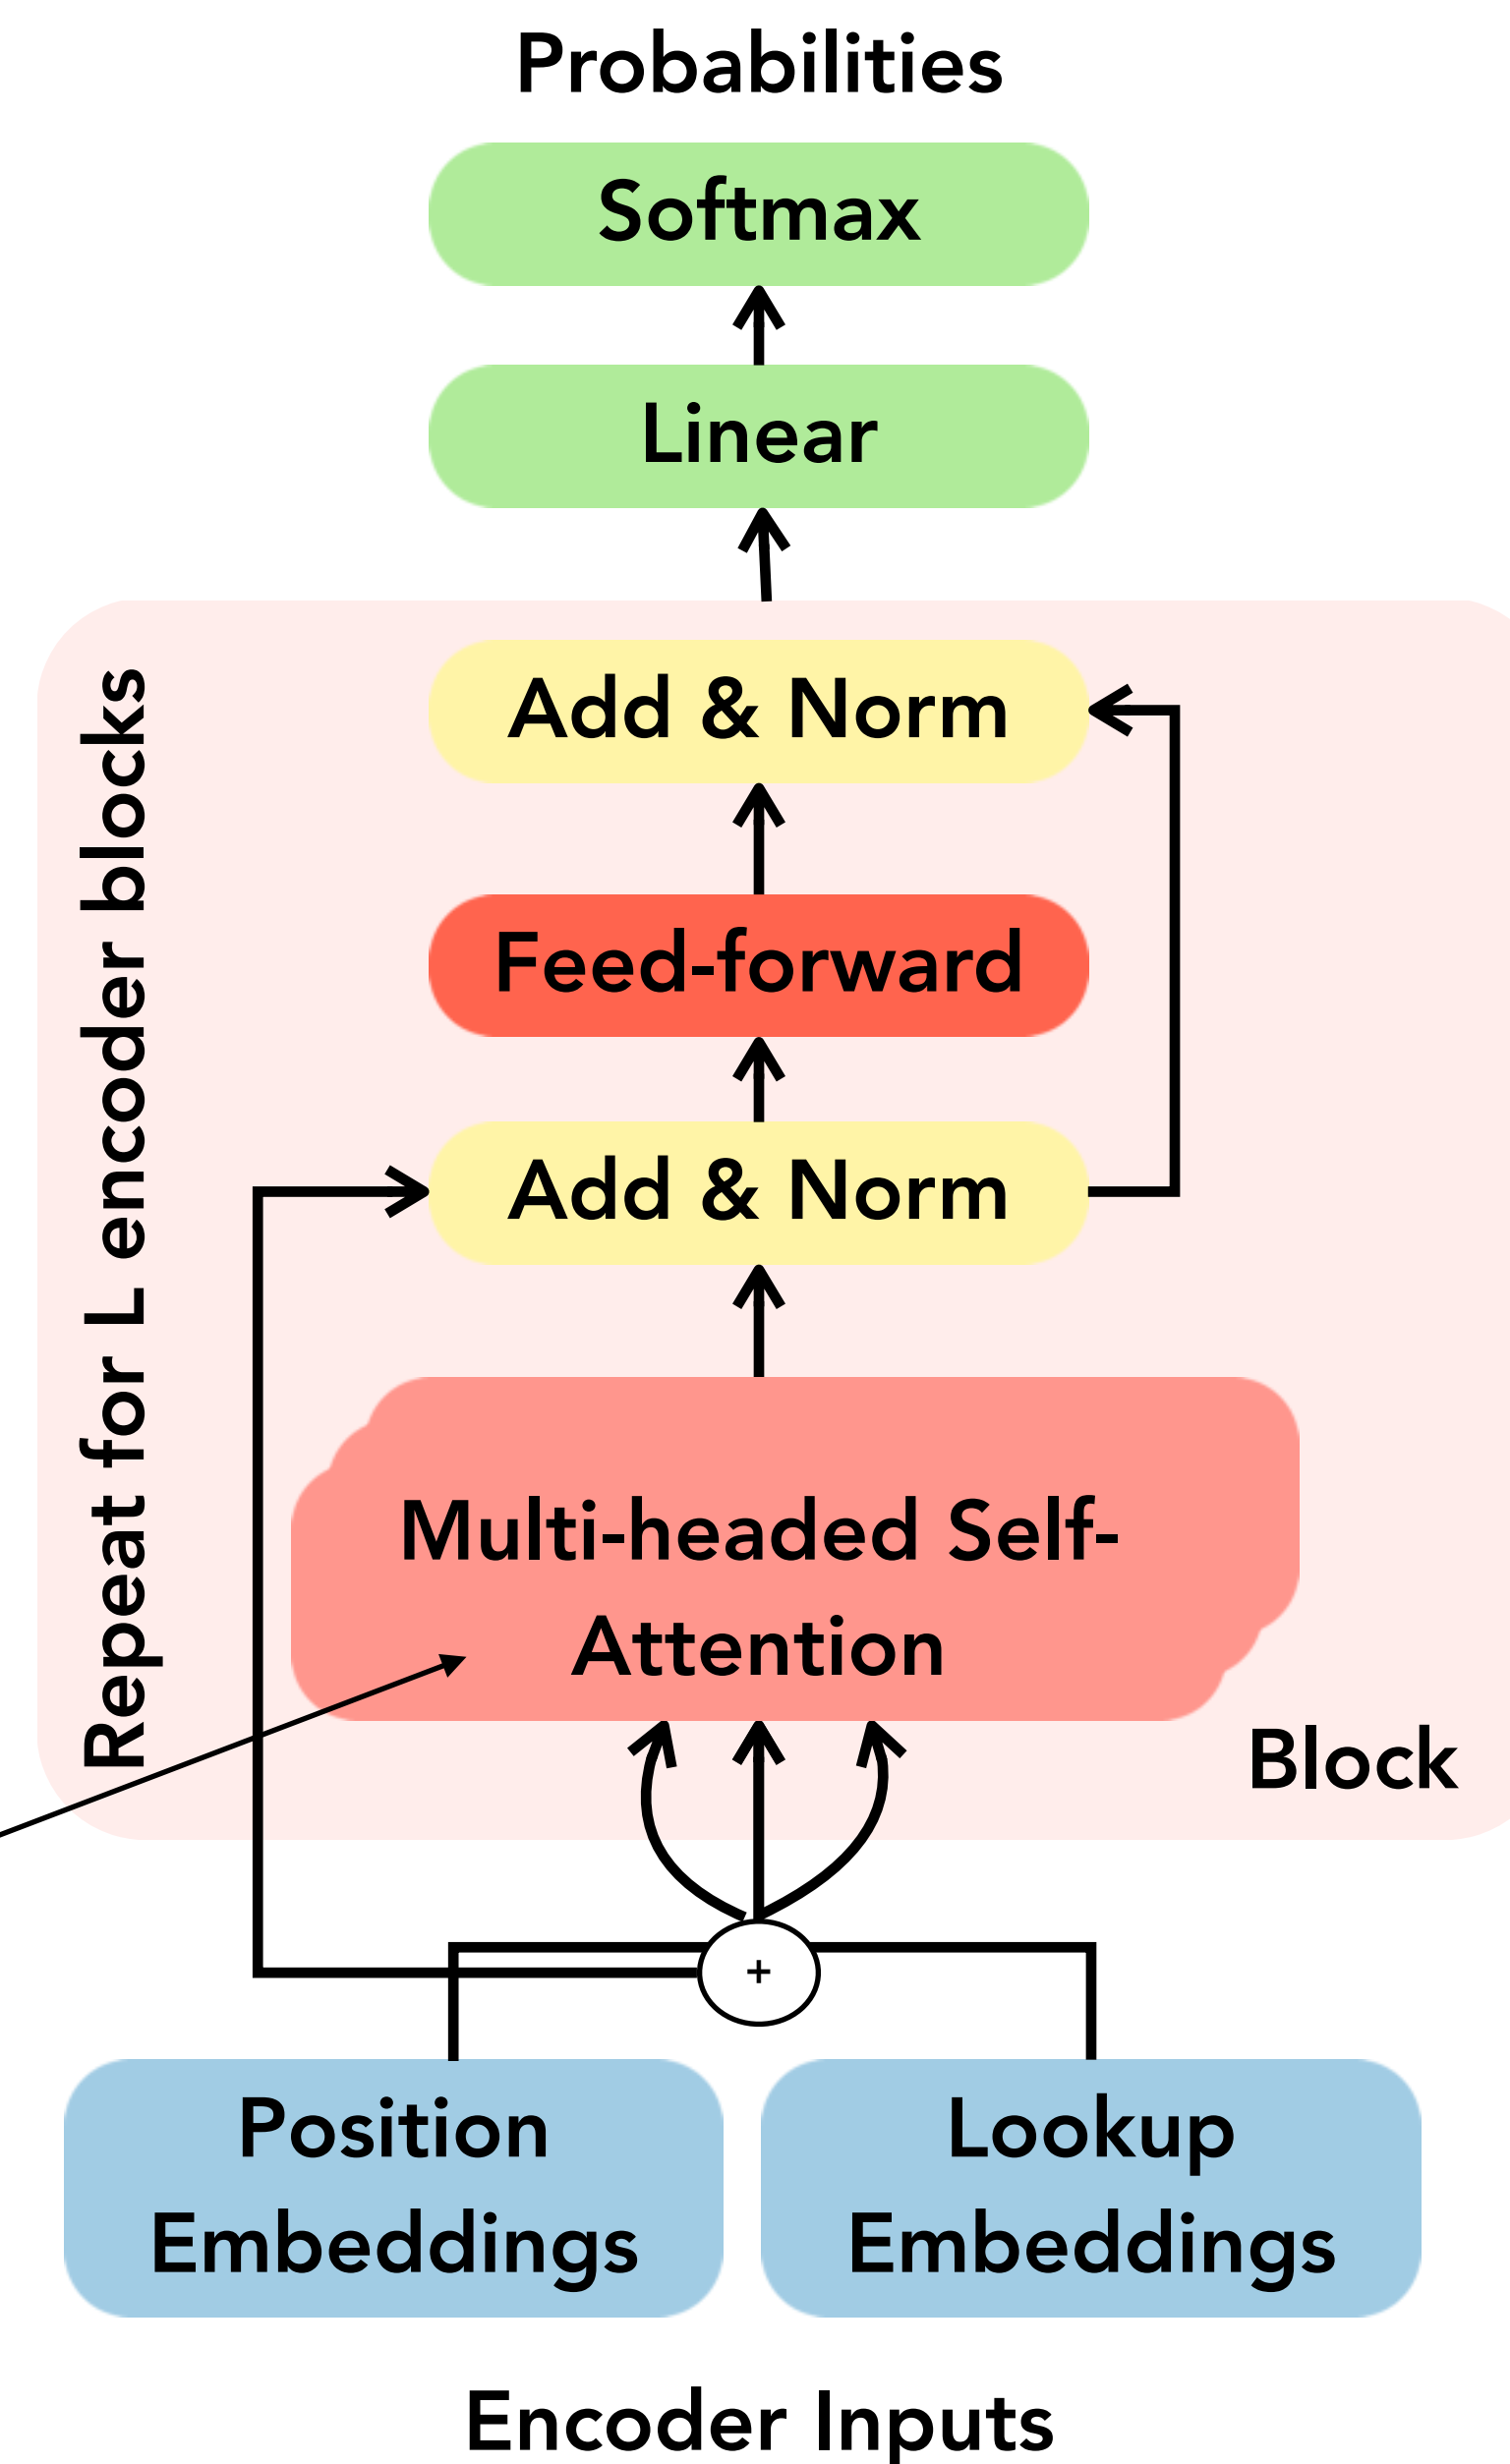 Probabilities
Softmax
Linear
Add & Norm
Feed-forward
Add & Norm
Multi-headed Self-
Attention
Repeat for L encoder blocks
Block
+
Position
Embeddings
Lookup
Embeddings
Encoder Inputs